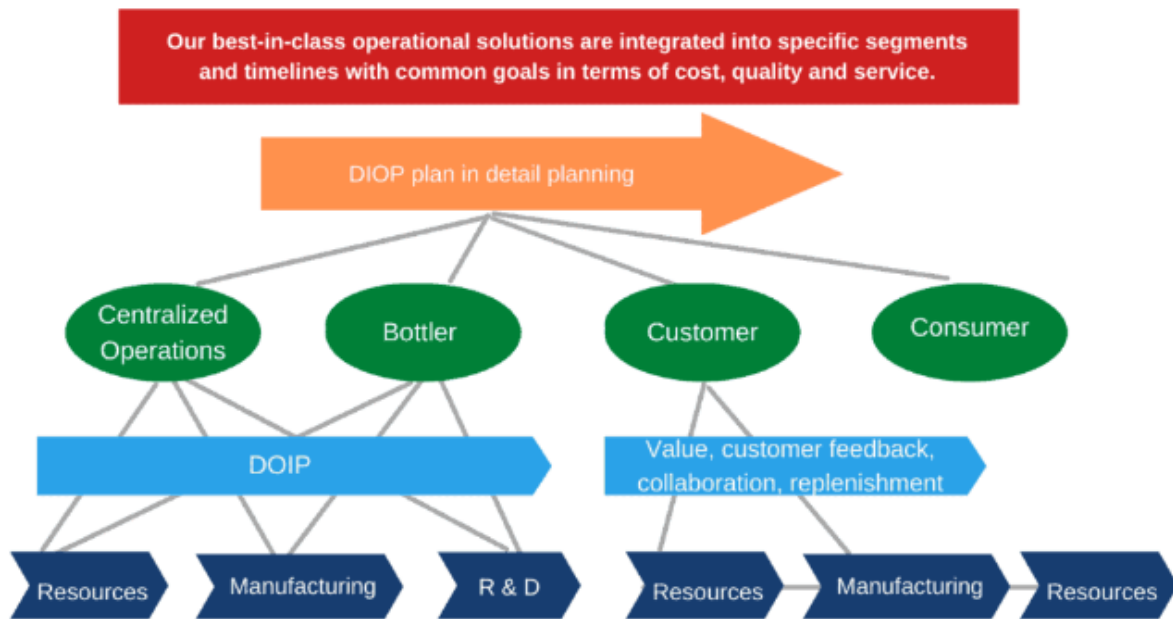 Our best-in-class operational solutions are integrated into specific segments
and timelines with common goals in terms of cost, quality and service.
DIOP plan in detail planning
Centralized
Operations
Bottler
Customer
Consumer
DOIP
Value, customer feedback,
collaboration, replenishment
Resources
Manufacturing
R & D
Resources
Manufacturing
Resources